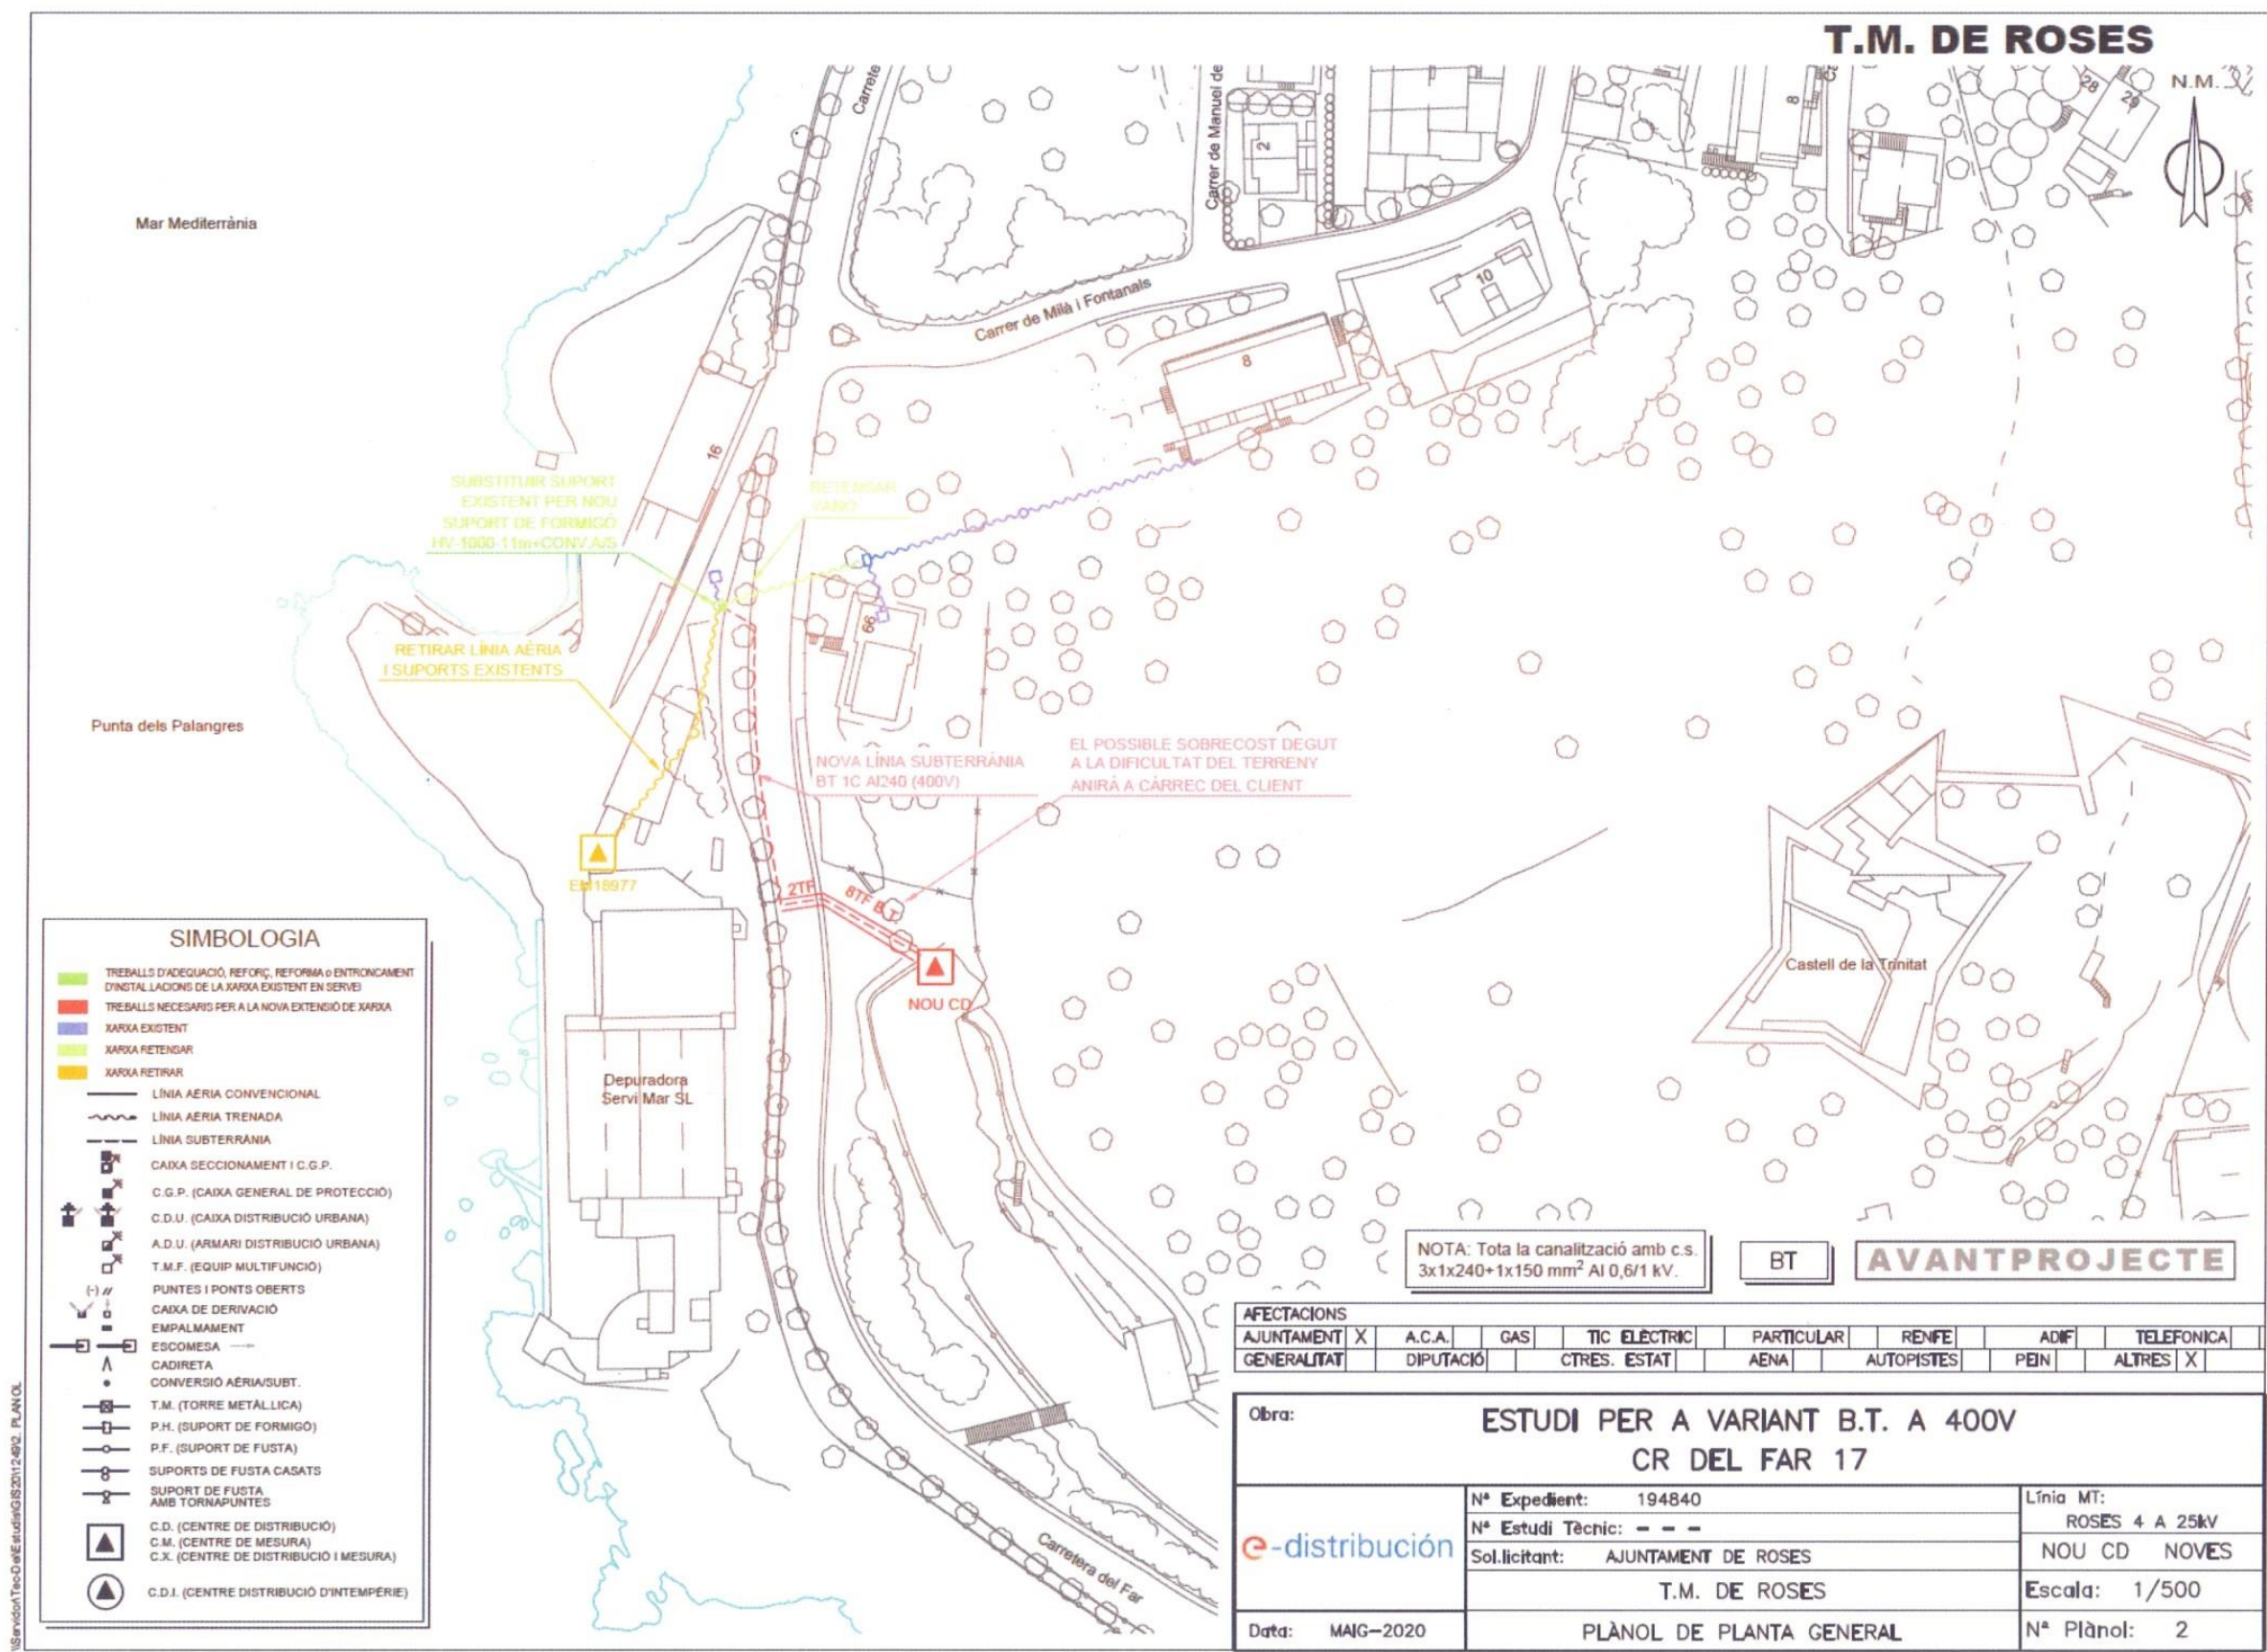 T.M. DE ROSES
N.M.
Mar Mediterrània
Carrete
Carrer de Manuel de
2
8
7
28
29
10
Carrer de Milà i Fontanals
8
16
SUBSTITUIR SUPORT
EXISTENT PER NOU
SUPORT DE FORMIGÓ
HV-1000-11m+CONV.A/S
RETENSAR
VANO
66
RETIRAR LÍNIA AÈRIA
I SUPORTS EXISTENTS
Punta dels Palangres
NOVA LÍNIA SUBTERRÀNIA
BT 1C Al240 (400V)
EL POSSIBLE SOBRECOST DEGUT
A LA DIFICULTAT DEL TERRENY
ANIRÀ A CÀRREC DEL CLIENT
EM18977
2TF
8TF B.T.
NOU CD
Castell de la Trinitat
Depuradora
Servi Mar SL
Carretera del Far
SIMBOLOGIA
TREBALLS D'ADEQUACIÓ, REFORÇ, REFORMA o ENTRONCAMENT
D'INSTAL.LACIONS DE LA XARXA EXISTENT EN SERVEI
TREBALLS NECESARIS PER A LA NOVA EXTENSIÓ DE XARXA
XARXA EXISTENT
XARXA RETENSAR
XARXA RETIRAR
LÍNIA AÈRIA CONVENCIONAL
LÍNIA AÈRIA TRENADA
LÍNIA SUBTERRÀNIA
CAIXA SECCIONAMENT I C.G.P.
C.G.P. (CAIXA GENERAL DE PROTECCIÓ)
C.D.U. (CAIXA DISTRIBUCIÓ URBANA)
A.D.U. (ARMARI DISTRIBUCIÓ URBANA)
T.M.F. (EQUIP MULTIFUNCIÓ)
(-) // PUNTES I PONTS OBERTS
CAIXA DE DERIVACIÓ
EMPALMAMENT
ESCOMESA
CADIRETA
CONVERSIÓ AÈRIA/SUBT.
T.M. (TORRE METÀL.LICA)
P.H. (SUPORT DE FORMIGÓ)
P.F. (SUPORT DE FUSTA)
SUPORTS DE FUSTA CASATS
SUPORT DE FUSTA
AMB TORNAPUNTES
C.D. (CENTRE DE DISTRIBUCIÓ)
C.M. (CENTRE DE MESURA)
C.X. (CENTRE DE DISTRIBUCIÓ I MESURA)
C.D.I. (CENTRE DISTRIBUCIÓ D'INTEMPÈRIE)
NOTA: Tota la canalització amb c.s.
3x1x240+1x150 mm² Al 0,6/1 kV.
BT
AVANTPROJECTE
AFECTACIONS
AJUNTAMENT X A.C.A. GAS TIC ELÈCTRIC PARTICULAR RENFE ADIF TELEFONICA
GENERALITAT DIPUTACIÓ CTRES. ESTAT AENA AUTOPISTES PEIN ALTRES X
Obra:
ESTUDI PER A VARIANT B.T. A 400V
CR DEL FAR 17
e-distribución
Nª Expedient: 194840
Nª Estudi Tècnic: - - -
Sol.licitant: AJUNTAMENT DE ROSES
T.M. DE ROSES
Línia MT:
ROSES 4 A 25kV
NOU CD NOVES
Escala: 1/500
Data: MAIG-2020
PLÀNOL DE PLANTA GENERAL
Nª Plànol: 2